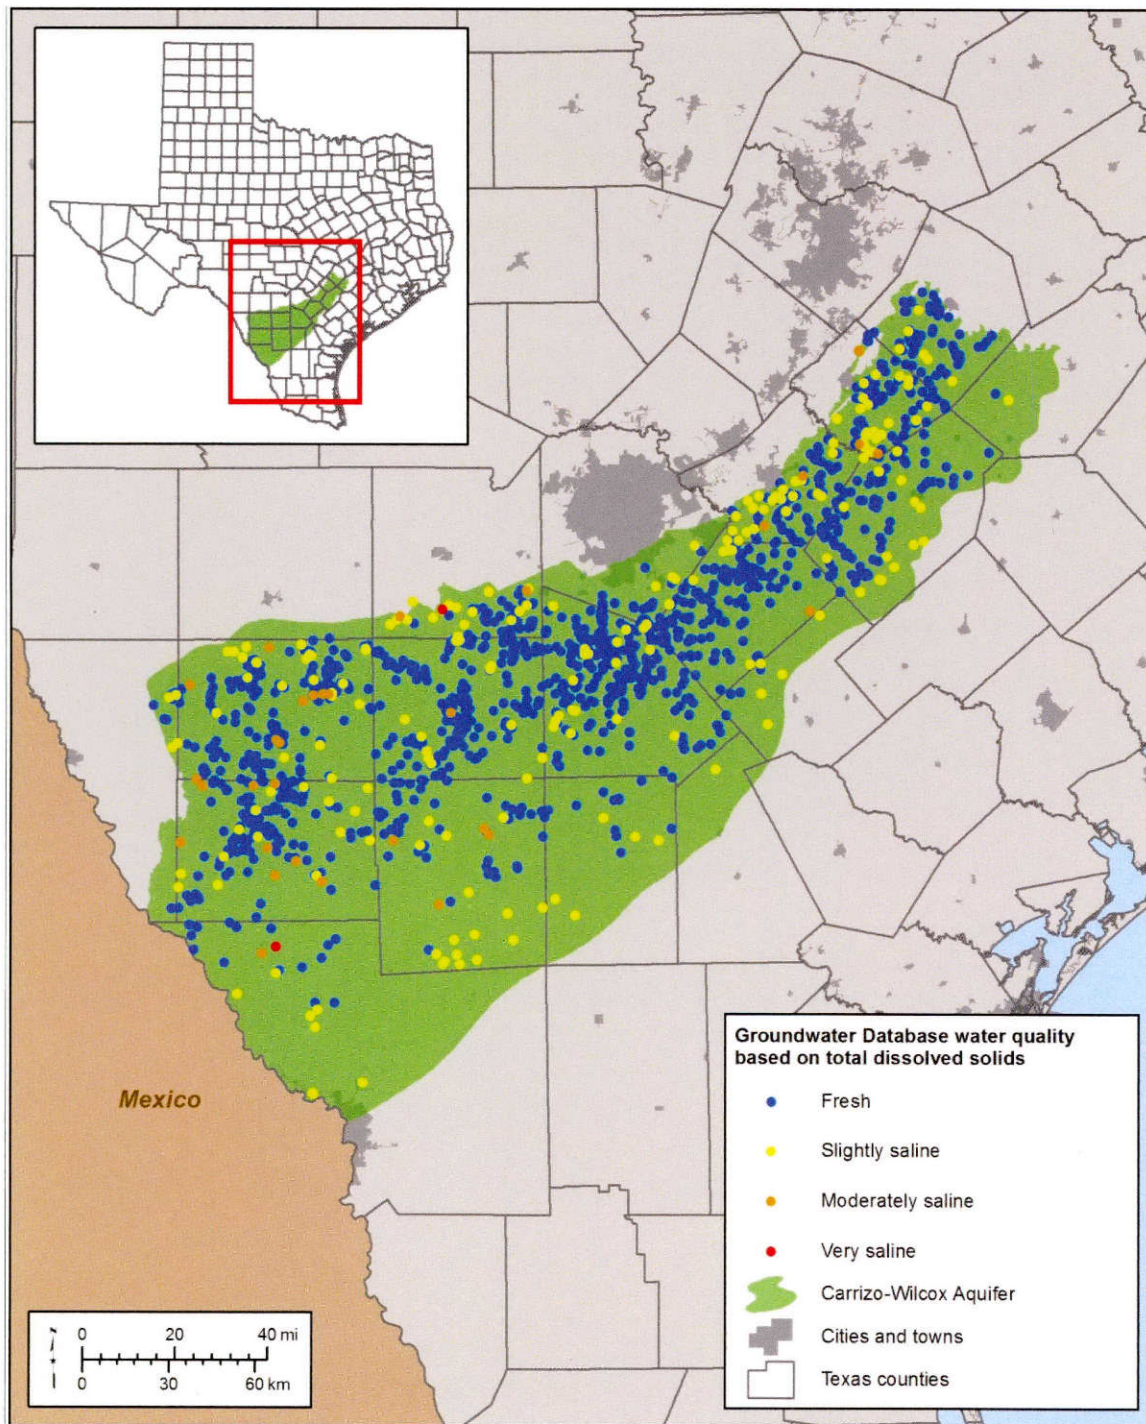 Mexico
Groundwater Database water quality
based on total dissolved solids
Fresh
Slightly saline
Moderately saline
Very saline
Carrizo-Wilcox Aquifer
Cities and towns
Texas counties
0 20 40 mi
0 30 60 km